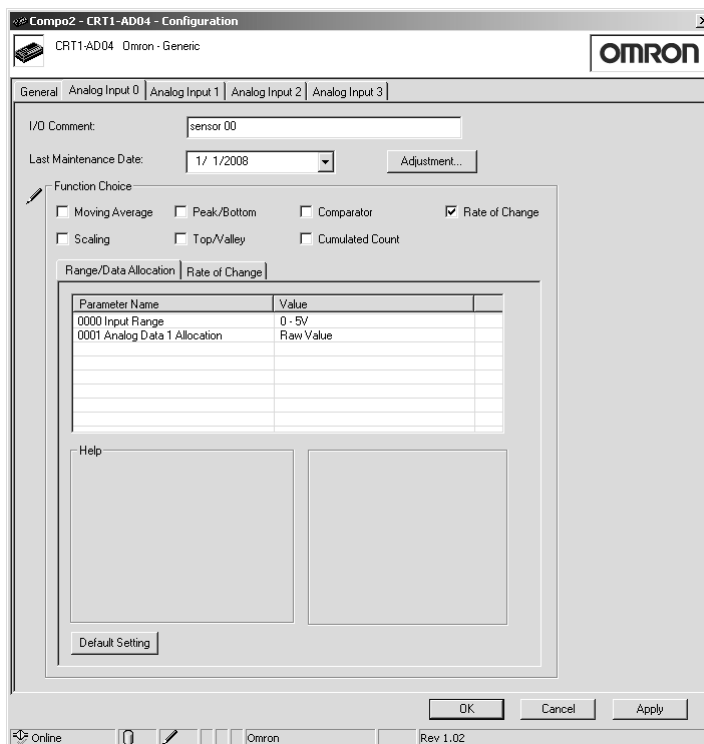 Compo2 - CRT1-AD04 - Configuration
CRT1-AD04 Omron - Generic
OMRON
General Analog Input 0 Analog Input 1 Analog Input 2 Analog Input 3
I/O Comment: sensor 00
Last Maintenance Date: 1/ 1/2008 Adjustment...
Function Choice
Moving Average Peak/Bottom Comparator Rate of Change
Scaling Top/Valley Cumulated Count
Range/Data Allocation Rate of Change
Parameter Name Value
0000 Input Range 0 - 5V
0001 Analog Data 1 Allocation Raw Value
Help
Default Setting
OK Cancel Apply
Online Omron Rev 1.02